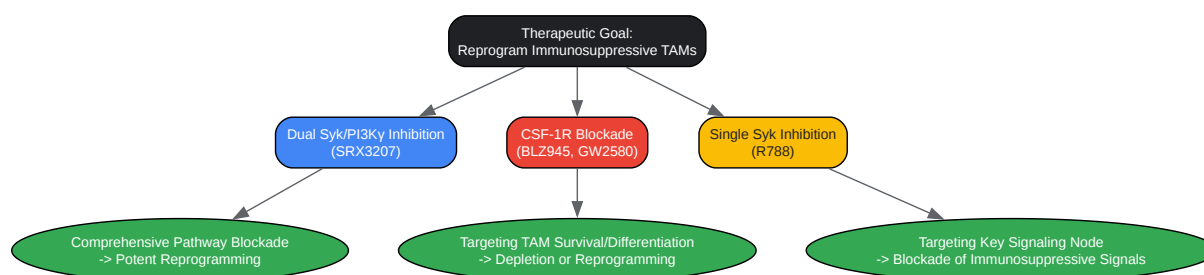 Therapeutic Goal:
Reprogram Immunosuppressive TAMs
Dual Syk/PI3Kγ Inhibition
(SRX3207)
CSF-1R Blockade
(BLZ945, GW2580)
Single Syk Inhibition
(R788)
Comprehensive Pathway Blockade
-> Potent Reprogramming
Targeting TAM Survival/Differentiation
-> Depletion or Reprogramming
Targeting Key Signaling Node
-> Blockade of Immunosuppressive Signals